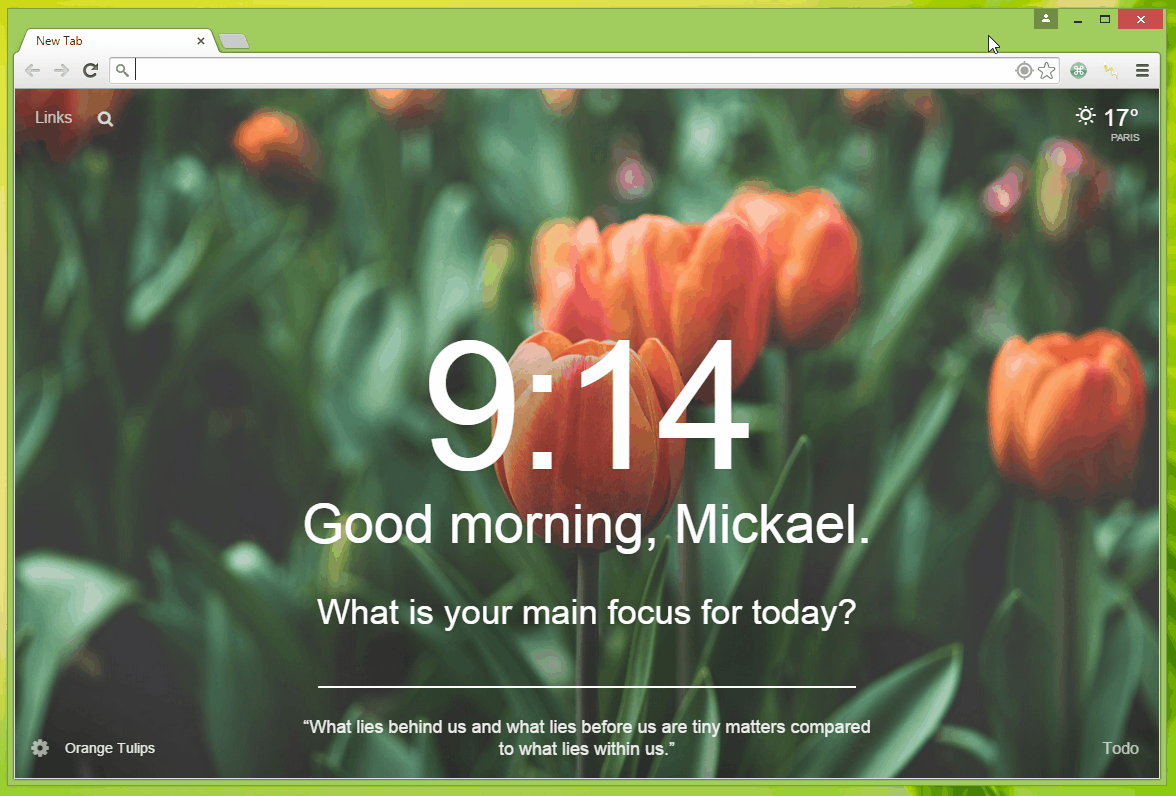 New Tab
Links
17°
PARIS
9:14
Good morning, Mickael.
What is your main focus for today?
“What lies behind us and what lies before us are tiny matters compared
to what lies within us.”
Orange Tulips
Todo